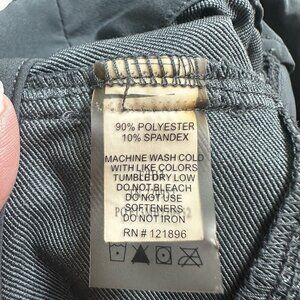 90% POLYESTER
10% SPANDEX
MACHINE WASH COLD
WITH LIKE COLORS
TUMBLE DRY LOW
DO NOT BLEACH
DO NOT USE
SOFTENERS
DO NOT IRON
RN # 121896